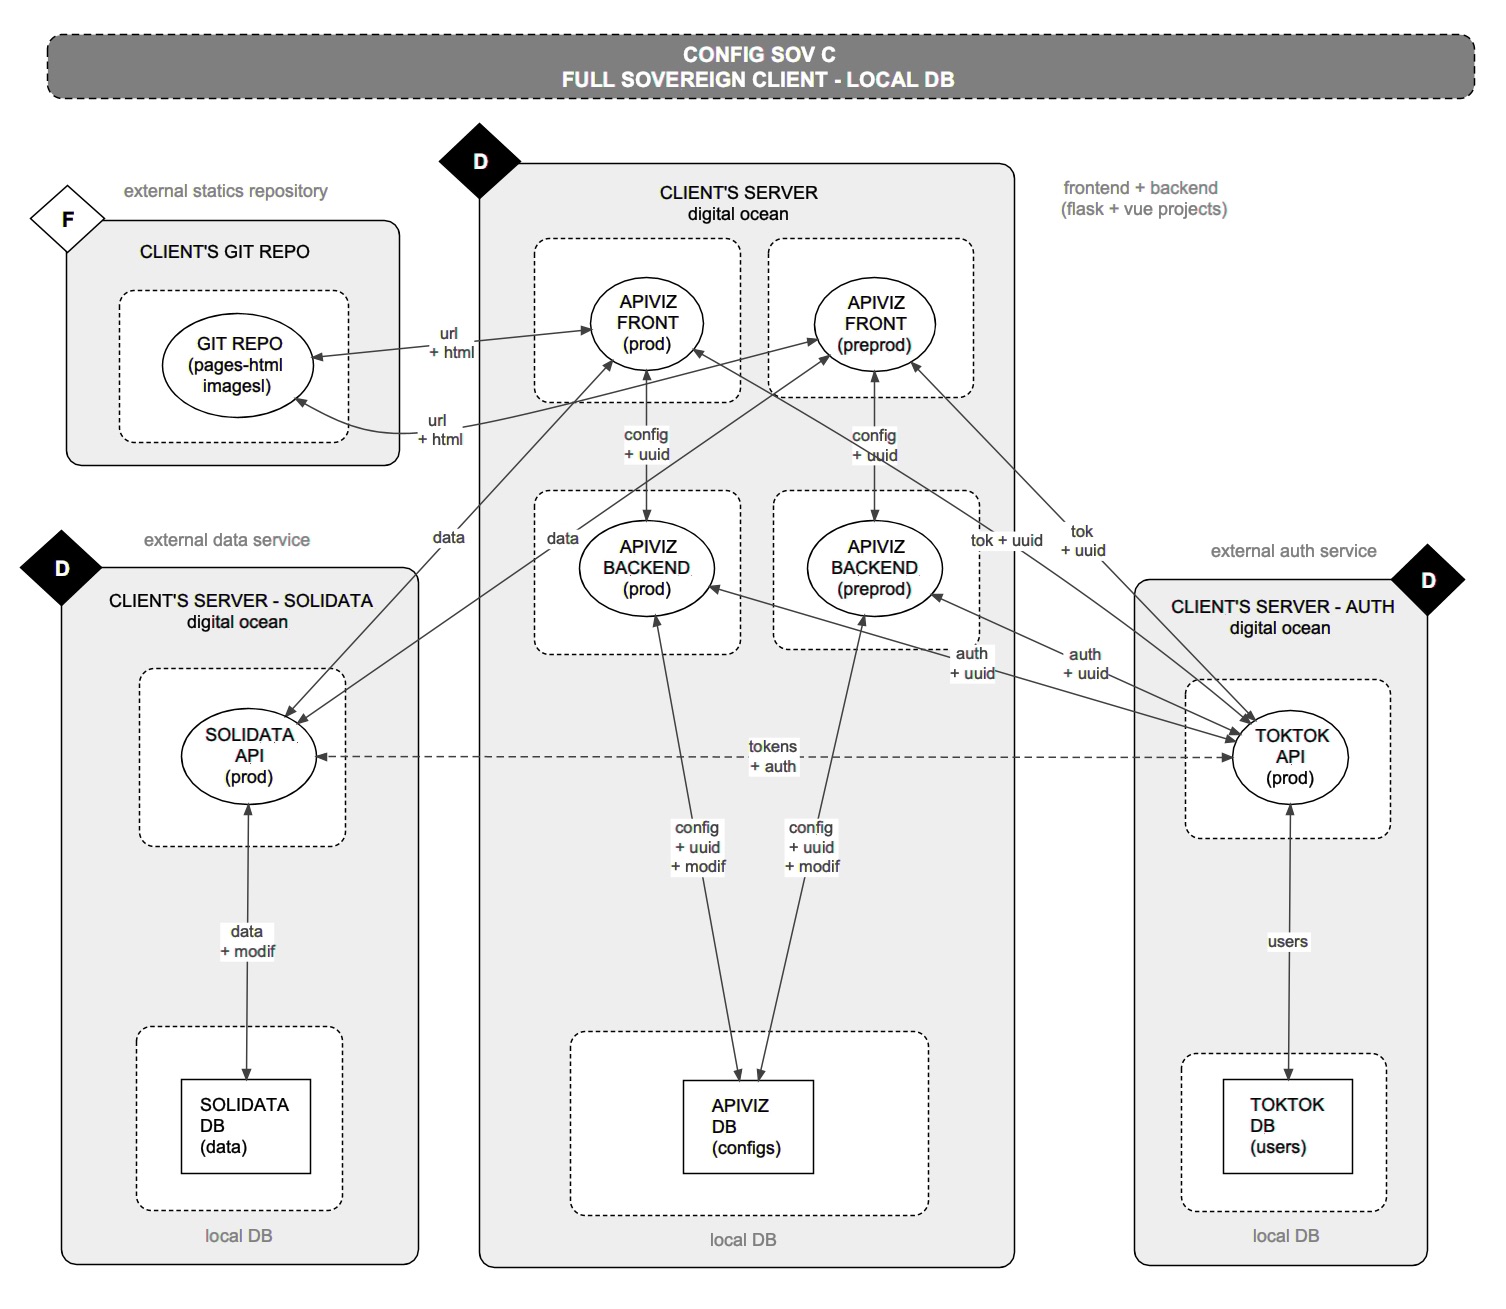 CONFIG SOV C
FULL SOVEREIGN CLIENT - LOCAL DB
D
CLIENT'S SERVER
digital ocean
frontend + backend
(flask + vue projects)
external statics repository
F
CLIENT'S GIT REPO
GIT REPO
(pages-html
imagesl)
APIVIZ
FRONT
(prod)
APIVIZ
FRONT
(preprod)
url
+ html
url
+ html
config
+ uuid
config
+ uuid
data
data
tok + uuid
tok
+ uuid
APIVIZ
BACKEND
(prod)
APIVIZ
BACKEND
(preprod)
auth
+ uuid
auth
+ uuid
external data service
D
CLIENT'S SERVER - SOLIDATA
digital ocean
SOLIDATA
API
(prod)
external auth service
D
CLIENT'S SERVER - AUTH
digital ocean
TOKTOK
API
(prod)
tokens
+ auth
config
+ uuid
+ modif
config
+ uuid
+ modif
data
+ modif
users
SOLIDATA
DB
(data)
local DB
APIVIZ
DB
(configs)
local DB
TOKTOK
DB
(users)
local DB